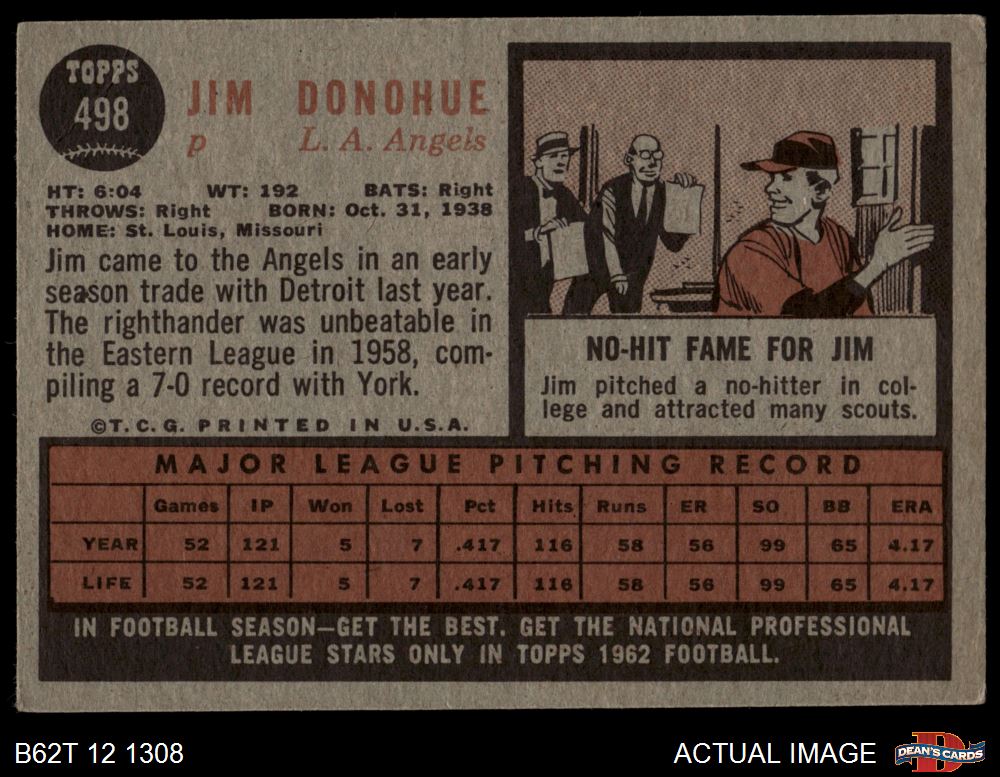 TOPPS
498
JIM DONOHUE
p L. A. Angels
HT: 6:04 WT: 192 BATS: Right
THROWS: Right BORN: Oct. 31, 1938
HOME: St. Louis, Missouri
Jim came to the Angels in an early
season trade with Detroit last year.
The righthander was unbeatable in
the Eastern League in 1958, com-
piling a 7-0 record with York.
©T.C.G. PRINTED IN U.S.A.
NO-HIT FAME FOR JIM
Jim pitched a no-hitter in col-
lege and attracted many scouts.
MAJOR LEAGUE PITCHING RECORD
Games IP Won Lost Pct Hits Runs ER SO BB ERA
YEAR 52 121 5 7 .417 116 58 56 99 65 4.17
LIFE 52 121 5 7 .417 116 58 56 99 65 4.17
IN FOOTBALL SEASON—GET THE BEST. GET THE NATIONAL PROFESSIONAL
LEAGUE STARS ONLY IN TOPPS 1962 FOOTBALL.
B62T 12 1308
ACTUAL IMAGE
D
DEAN'S CARDS